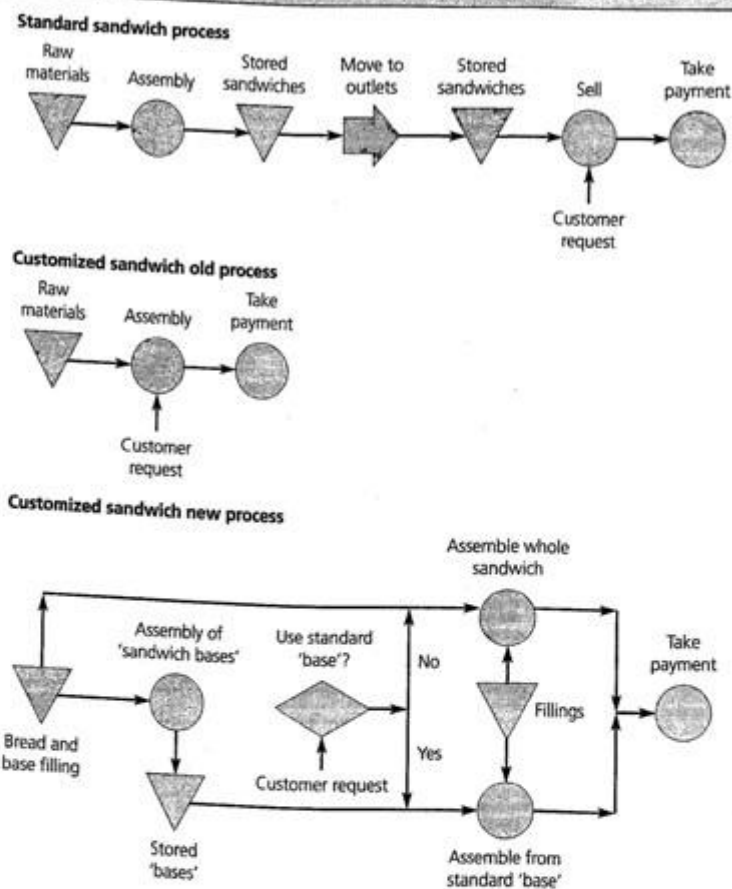 Standard sandwich process
Raw
materials
Assembly
Stored
sandwiches
Move to
outlets
Stored
sandwiches
Sell
Take
payment
Customer
request
Customized sandwich old process
Raw
materials
Assembly
Take
payment
Customer
request
Customized sandwich new process
Assemble whole
sandwich
Assembly of
'sandwich bases'
Use standard
'base'?
No
Take
payment
Bread and
base filling
Fillings
Yes
Customer request
Stored
'bases'
Assemble from
standard 'base'